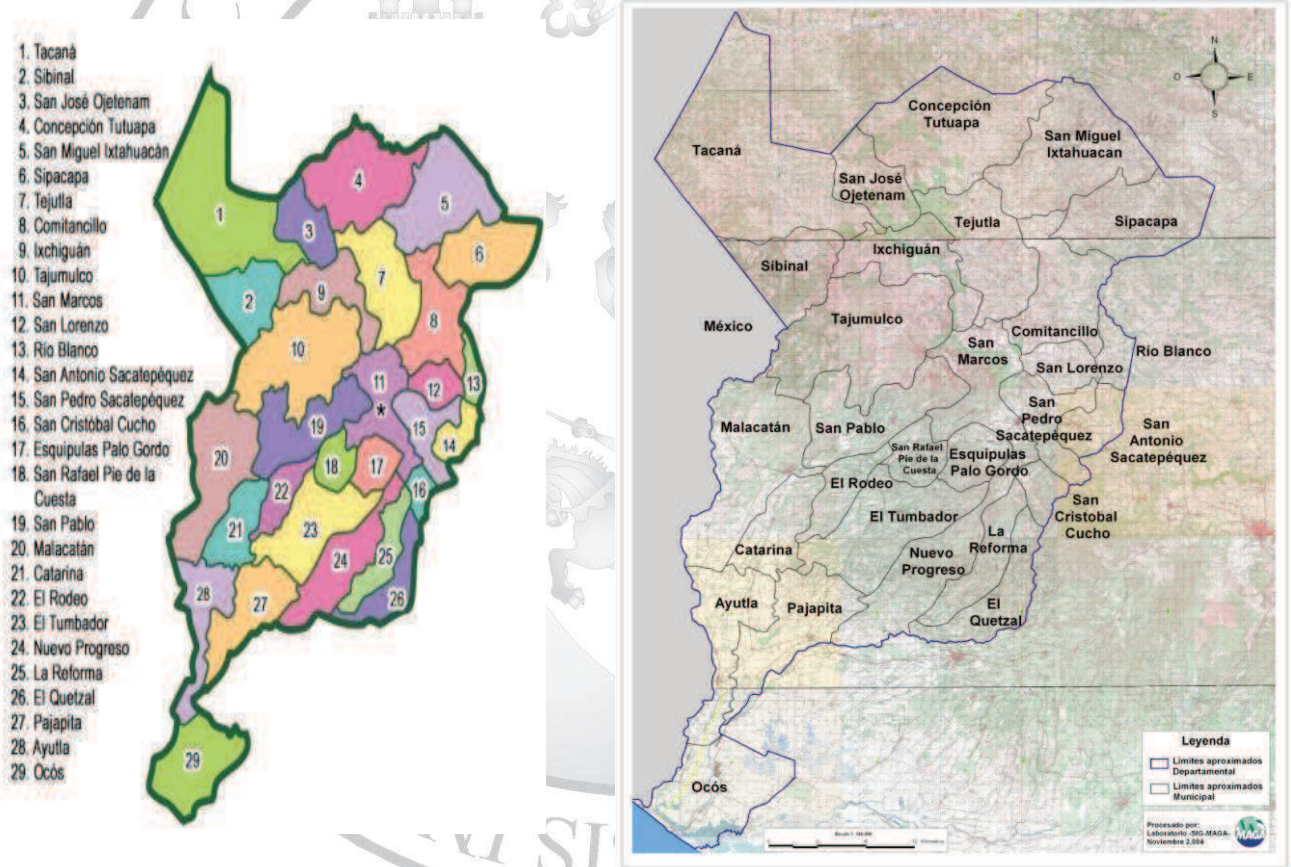 1. Tacaná
2. Sibinal
3. San José Ojetenam
4. Concepción Tutuapa
5. San Miguel Ixtahuacán
6. Sipacapa
7. Tejutla
8. Comitancillo
9. Ixchiguán
10. Tajumulco
11. San Marcos
12. San Lorenzo
13. Río Blanco
14. San Antonio Sacatepéquez
15. San Pedro Sacatepéquez
16. San Cristóbal Cucho
17. Esquipulas Palo Gordo
18. San Rafael Pie de la
Cuesta
19. San Pablo
20. Malacatán
21. Catarina
22. El Rodeo
23. El Tumbador
24. Nuevo Progreso
25. La Reforma
26. El Quetzal
27. Pajapita
28. Ayutla
29. Ocós
4
5
1
3
6
7
2
9
8
10
11
12
13
*
19
15
14
20
18
17
16
22
21
23
24
25
28
27
26
29
N
O
E
S
Concepción
Tutuapa
San Miguel
Ixtahuacan
Tacaná
San José
Ojetenam
Tejutla
Sipacapa
Ixchiguán
Sibinal
México
Tajumulco
Comitancillo
San
Marcos
Río Blanco
San Lorenzo
Malacatán
San Pablo
San
Pedro
Sacatepéquez
San
Antonio
Sacatepéquez
San Rafael
Pie de la
Cuesta
Esquipulas
Palo Gordo
El Rodeo
San
Cristobal
Cucho
El Tumbador
La
Reforma
Catarina
Nuevo
Progreso
Ayutla
Pajapita
El
Quetzal
Ocós
Leyenda
Limites aproximados
Departamental
Limites aproximados
Municipal
Procesado por:
Laboratorio -SIG-MAGA-
Noviembre 2,004
MAGA
SI